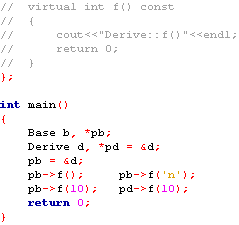 //  virtual int f() const
//  {
//      cout<<"Derive::f()"<<endl;
//      return 0;
//  }
};

int main()
{
    Base b, *pb;
    Derive d, *pd = &d;
    pb = &d;
    pb->f();     pb->f('n');
    pb->f(10);   pd->f(10);
    return 0;
}